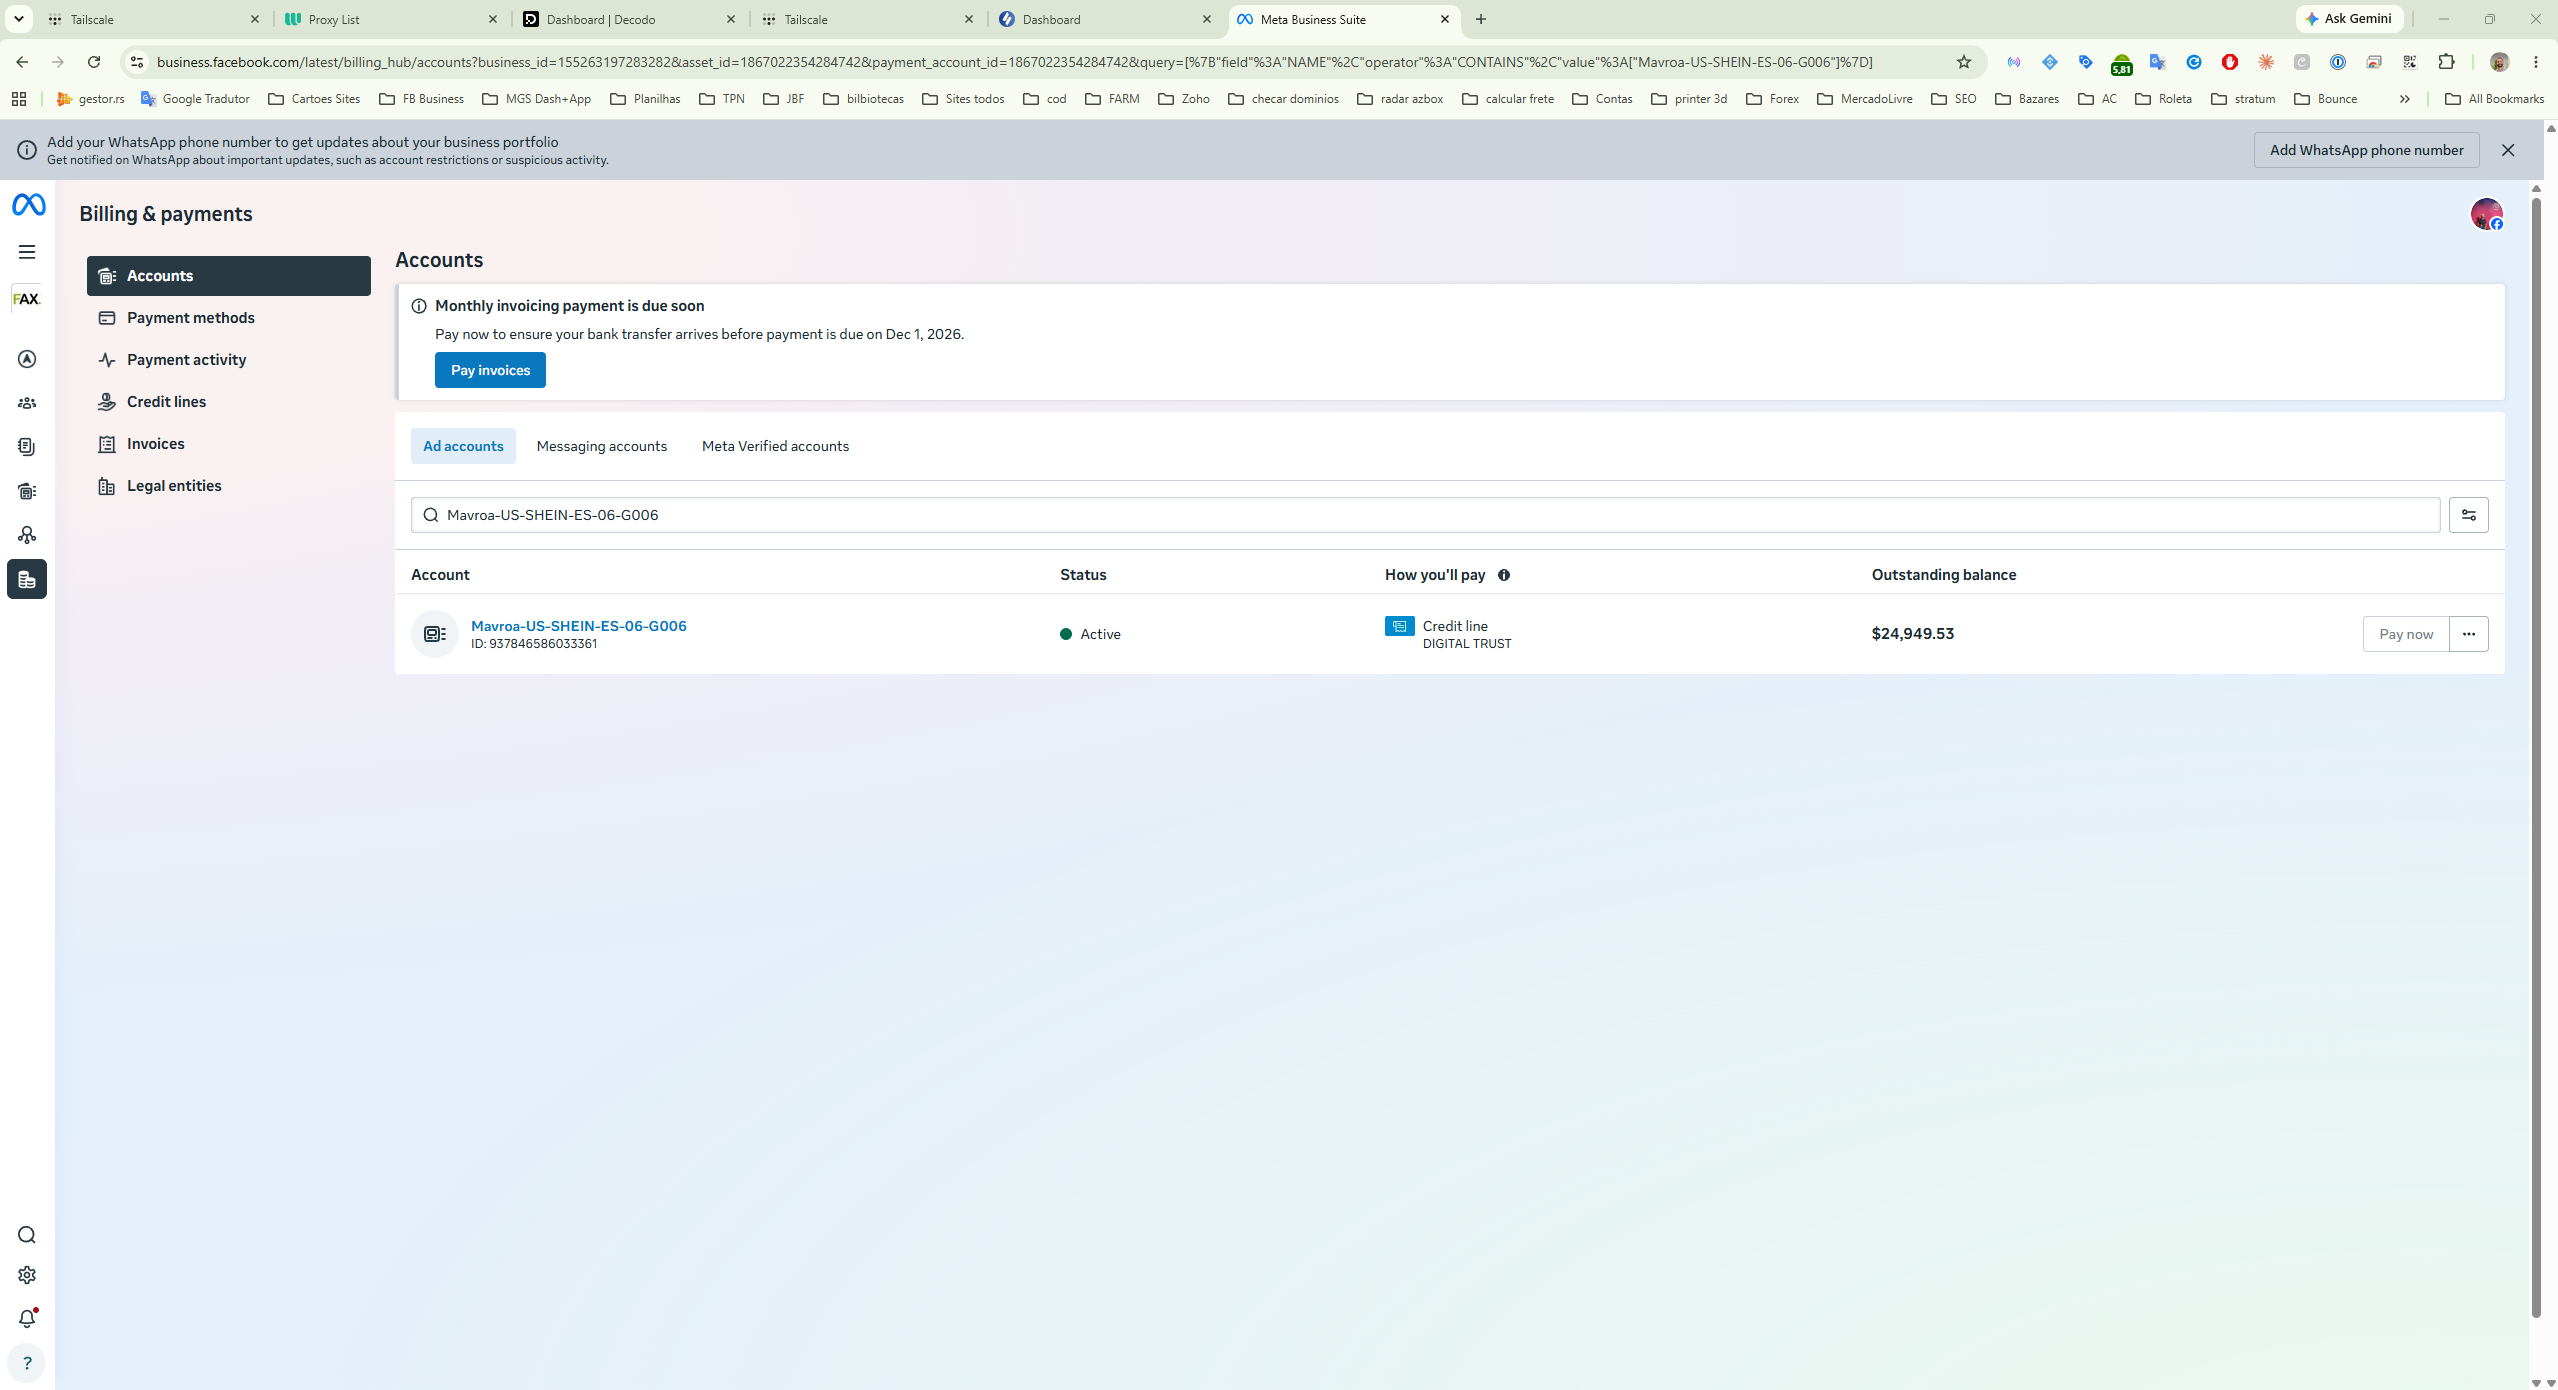 Tailscale
Proxy List
Dashboard | Decodo
Tailscale
Dashboard
Meta Business Suite
Ask Gemini
business.facebook.com/latest/billing_hub/accounts?business_id=155263197283282&asset_id=1867022354284742&payment_account_id=1867022354284742&query=[%7B"field"%3A"NAME"%2C"operator"%3A"CONTAINS"%2C"value"%3A["Mavroa-US-SHEIN-ES-06-G006"]%7D]
5,81
gestor.rs
Google Tradutor
Cartoes Sites
FB Business
MGS Dash+App
Planilhas
TPN
JBF
bilbiotecas
Sites todos
cod
FARM
Zoho
checar dominios
radar azbox
calcular frete
Contas
printer 3d
Forex
MercadoLivre
SEO
Bazares
AC
Roleta
stratum
Bounce
All Bookmarks
Add your WhatsApp phone number to get updates about your business portfolio
Get notified on WhatsApp about important updates, such as account restrictions or suspicious activity.
Add WhatsApp phone number
Billing & payments
FAX.
Accounts
Payment methods
Payment activity
Credit lines
Invoices
Legal entities
Accounts
Monthly invoicing payment is due soon
Pay now to ensure your bank transfer arrives before payment is due on Dec 1, 2026.
Pay invoices
Ad accounts
Messaging accounts
Meta Verified accounts
Mavroa-US-SHEIN-ES-06-G006
Account
Status
How you'll pay
Outstanding balance
Mavroa-US-SHEIN-ES-06-G006
ID: 937846586033361
Active
Credit line
DIGITAL TRUST
$24,949.53
Pay now
?